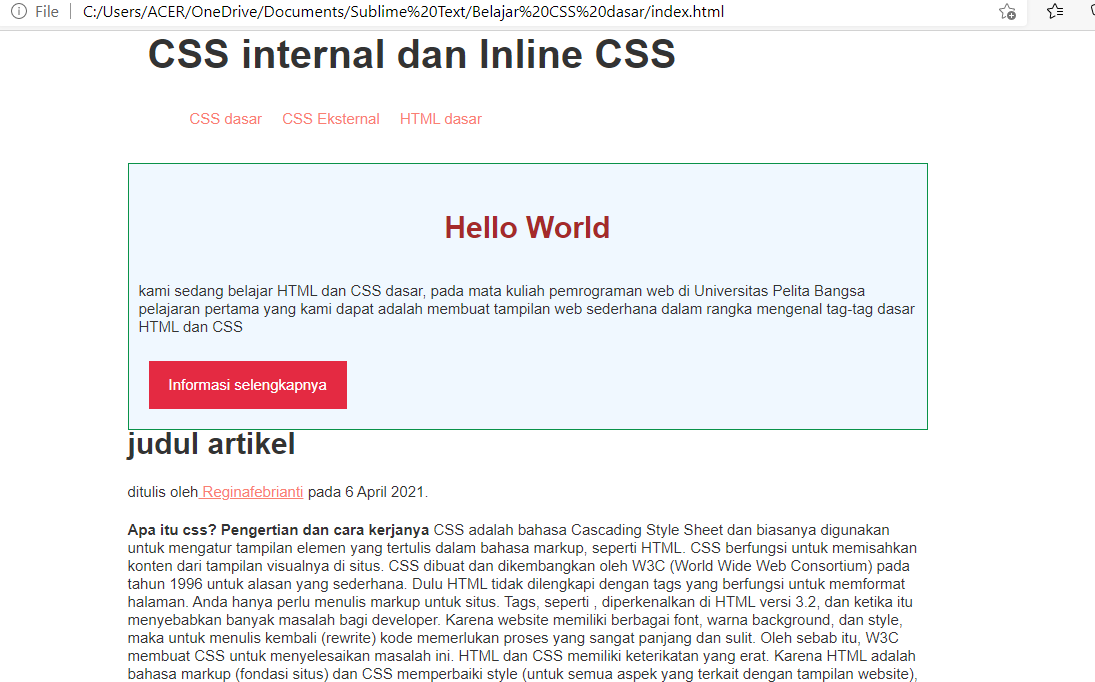 File C:/Users/ACER/OneDrive/Documents/Sublime%20Text/Belajar%20CSS%20dasar/index.html
CSS internal dan Inline CSS
CSS dasar CSS Eksternal HTML dasar
Hello World
kami sedang belajar HTML dan CSS dasar, pada mata kuliah pemrograman web di Universitas Pelita Bangsa
pelajaran pertama yang kami dapat adalah membuat tampilan web sederhana dalam rangka mengenal tag-tag dasar
HTML dan CSS
Informasi selengkapnya
judul artikel
ditulis oleh Reginafebrianti pada 6 April 2021.
Apa itu css? Pengertian dan cara kerjanya CSS adalah bahasa Cascading Style Sheet dan biasanya digunakan
untuk mengatur tampilan elemen yang tertulis dalam bahasa markup, seperti HTML. CSS berfungsi untuk memisahkan
konten dari tampilan visualnya di situs. CSS dibuat dan dikembangkan oleh W3C (World Wide Web Consortium) pada
tahun 1996 untuk alasan yang sederhana. Dulu HTML tidak dilengkapi dengan tags yang berfungsi untuk memformat
halaman. Anda hanya perlu menulis markup untuk situs. Tags, seperti , diperkenalkan di HTML versi 3.2, dan ketika itu
menyebabkan banyak masalah bagi developer. Karena website memiliki berbagai font, warna background, dan style,
maka untuk menulis kembali (rewrite) kode memerlukan proses yang sangat panjang dan sulit. Oleh sebab itu, W3C
membuat CSS untuk menyelesaikan masalah ini. HTML dan CSS memiliki keterikatan yang erat. Karena HTML adalah
bahasa markup (fondasi situs) dan CSS memperbaiki style (untuk semua aspek yang terkait dengan tampilan website),